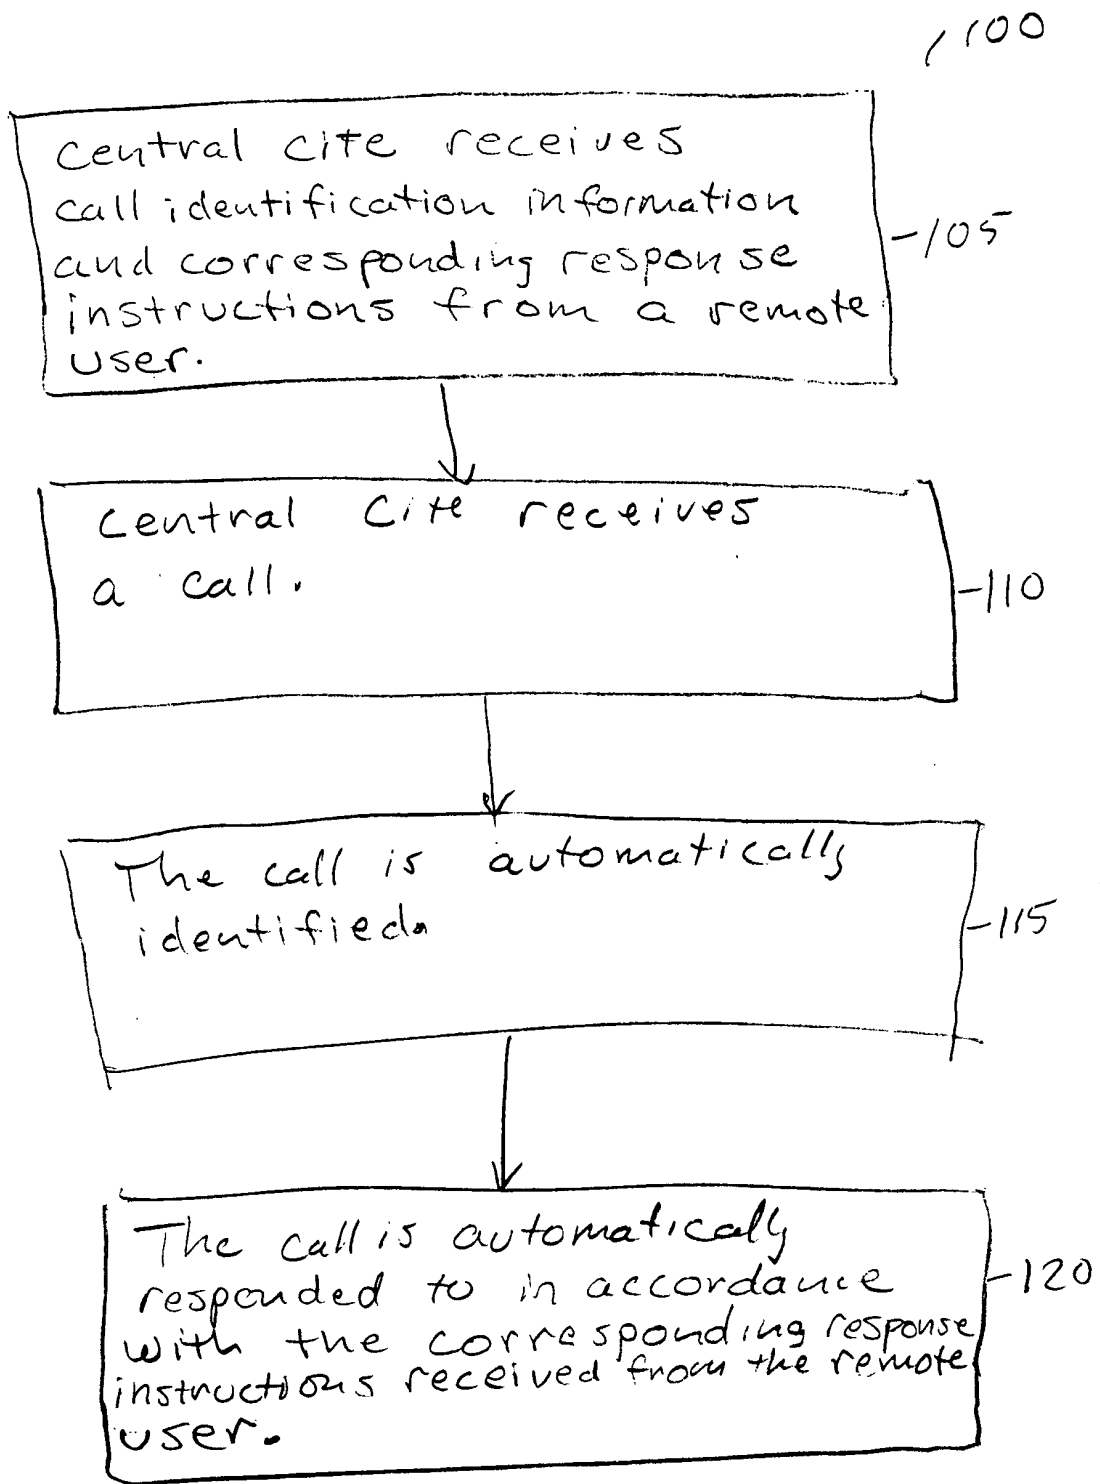 100
Central cite receives
call identification information
and corresponding response
instructions from a remote
user.
105
Central cite receives
a call.
110
The call is automatically
identified.
115
The call is automatically
responded to in accordance
with the corresponding response
instructions received from the remote
user.
120